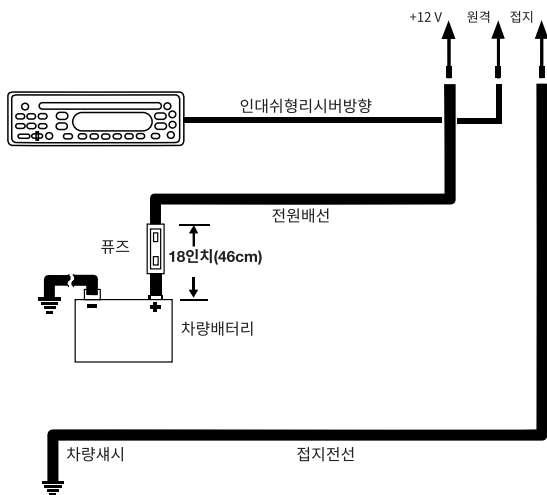 +12 V 원격 접지
인대쉬형리시버방향
전원배선
퓨즈
18인치(46cm)
차량배터리
차량섀시
접지전선